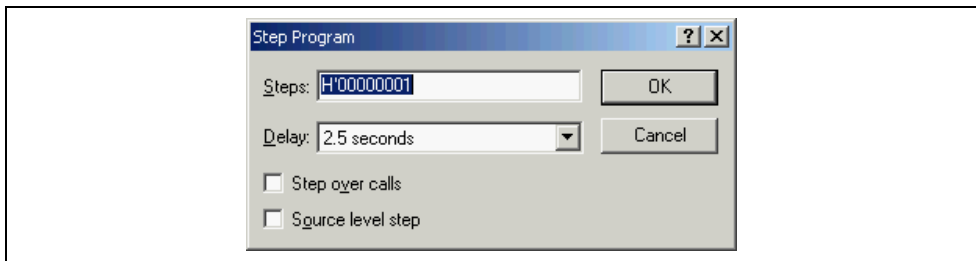 Step Program
Steps: H'00000001 OK
Delay: 2.5 seconds Cancel
Step over calls
Source level step